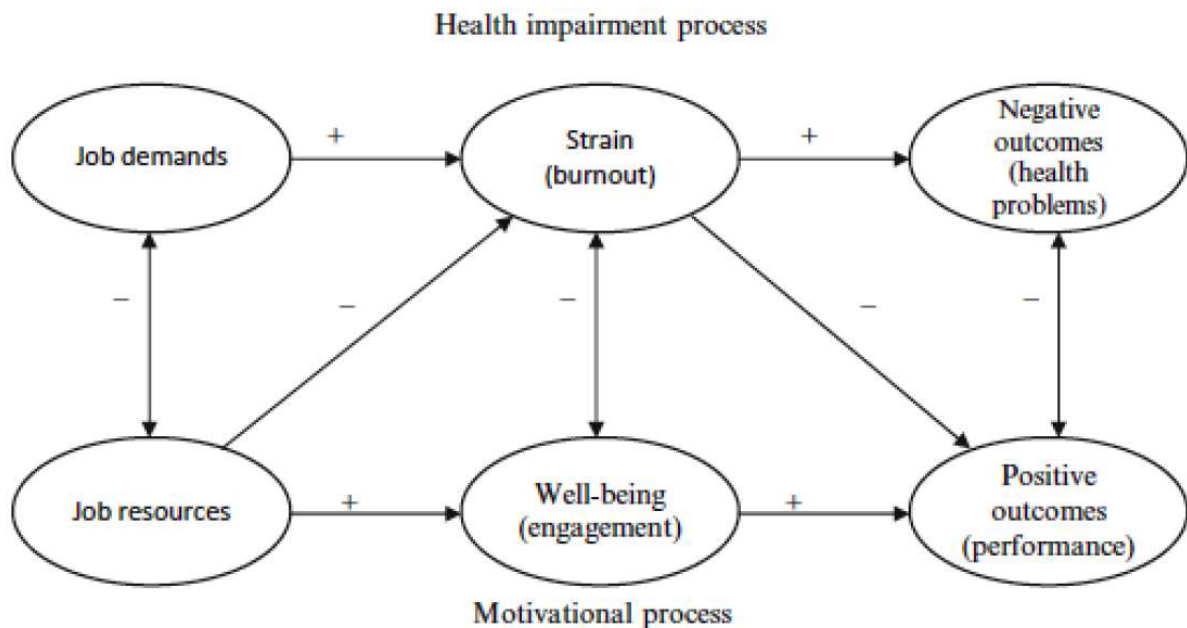 Health impairment process
Job demands
+
Strain
(burnout)
+
Negative
outcomes
(health
problems)
−
−
−
−
−
Job resources
+
Well-being
(engagement)
+
Positive
outcomes
(performance)
Motivational process